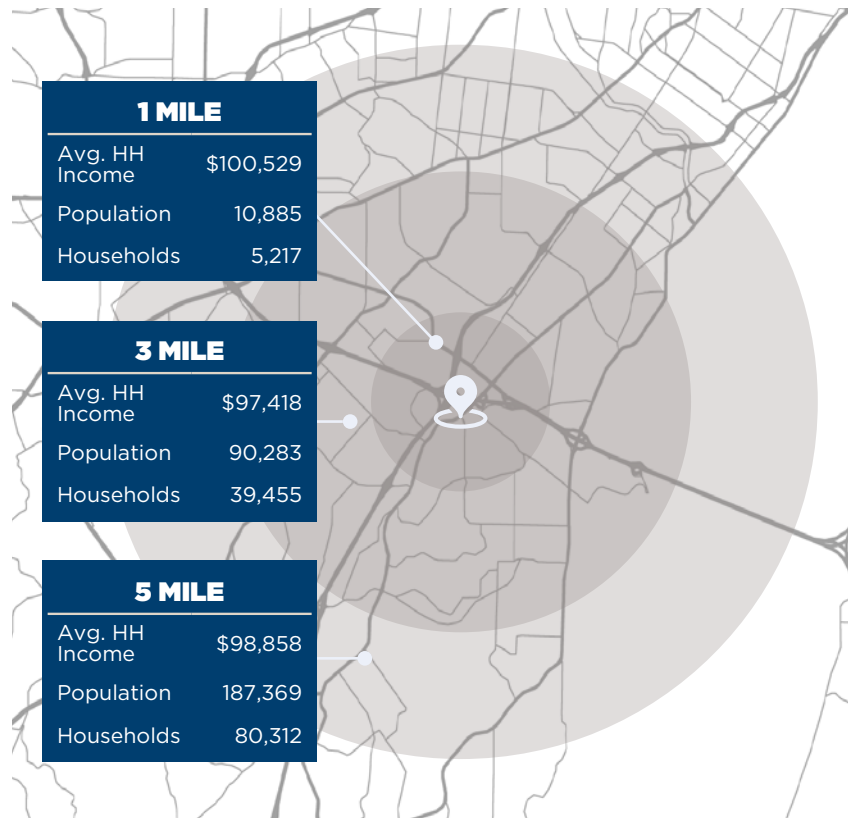 1 MILE
Avg. HH
Income $100,529
Population 10,885
Households 5,217
3 MILE
Avg. HH
Income $97,418
Population 90,283
Households 39,455
5 MILE
Avg. HH
Income $98,858
Population 187,369
Households 80,312